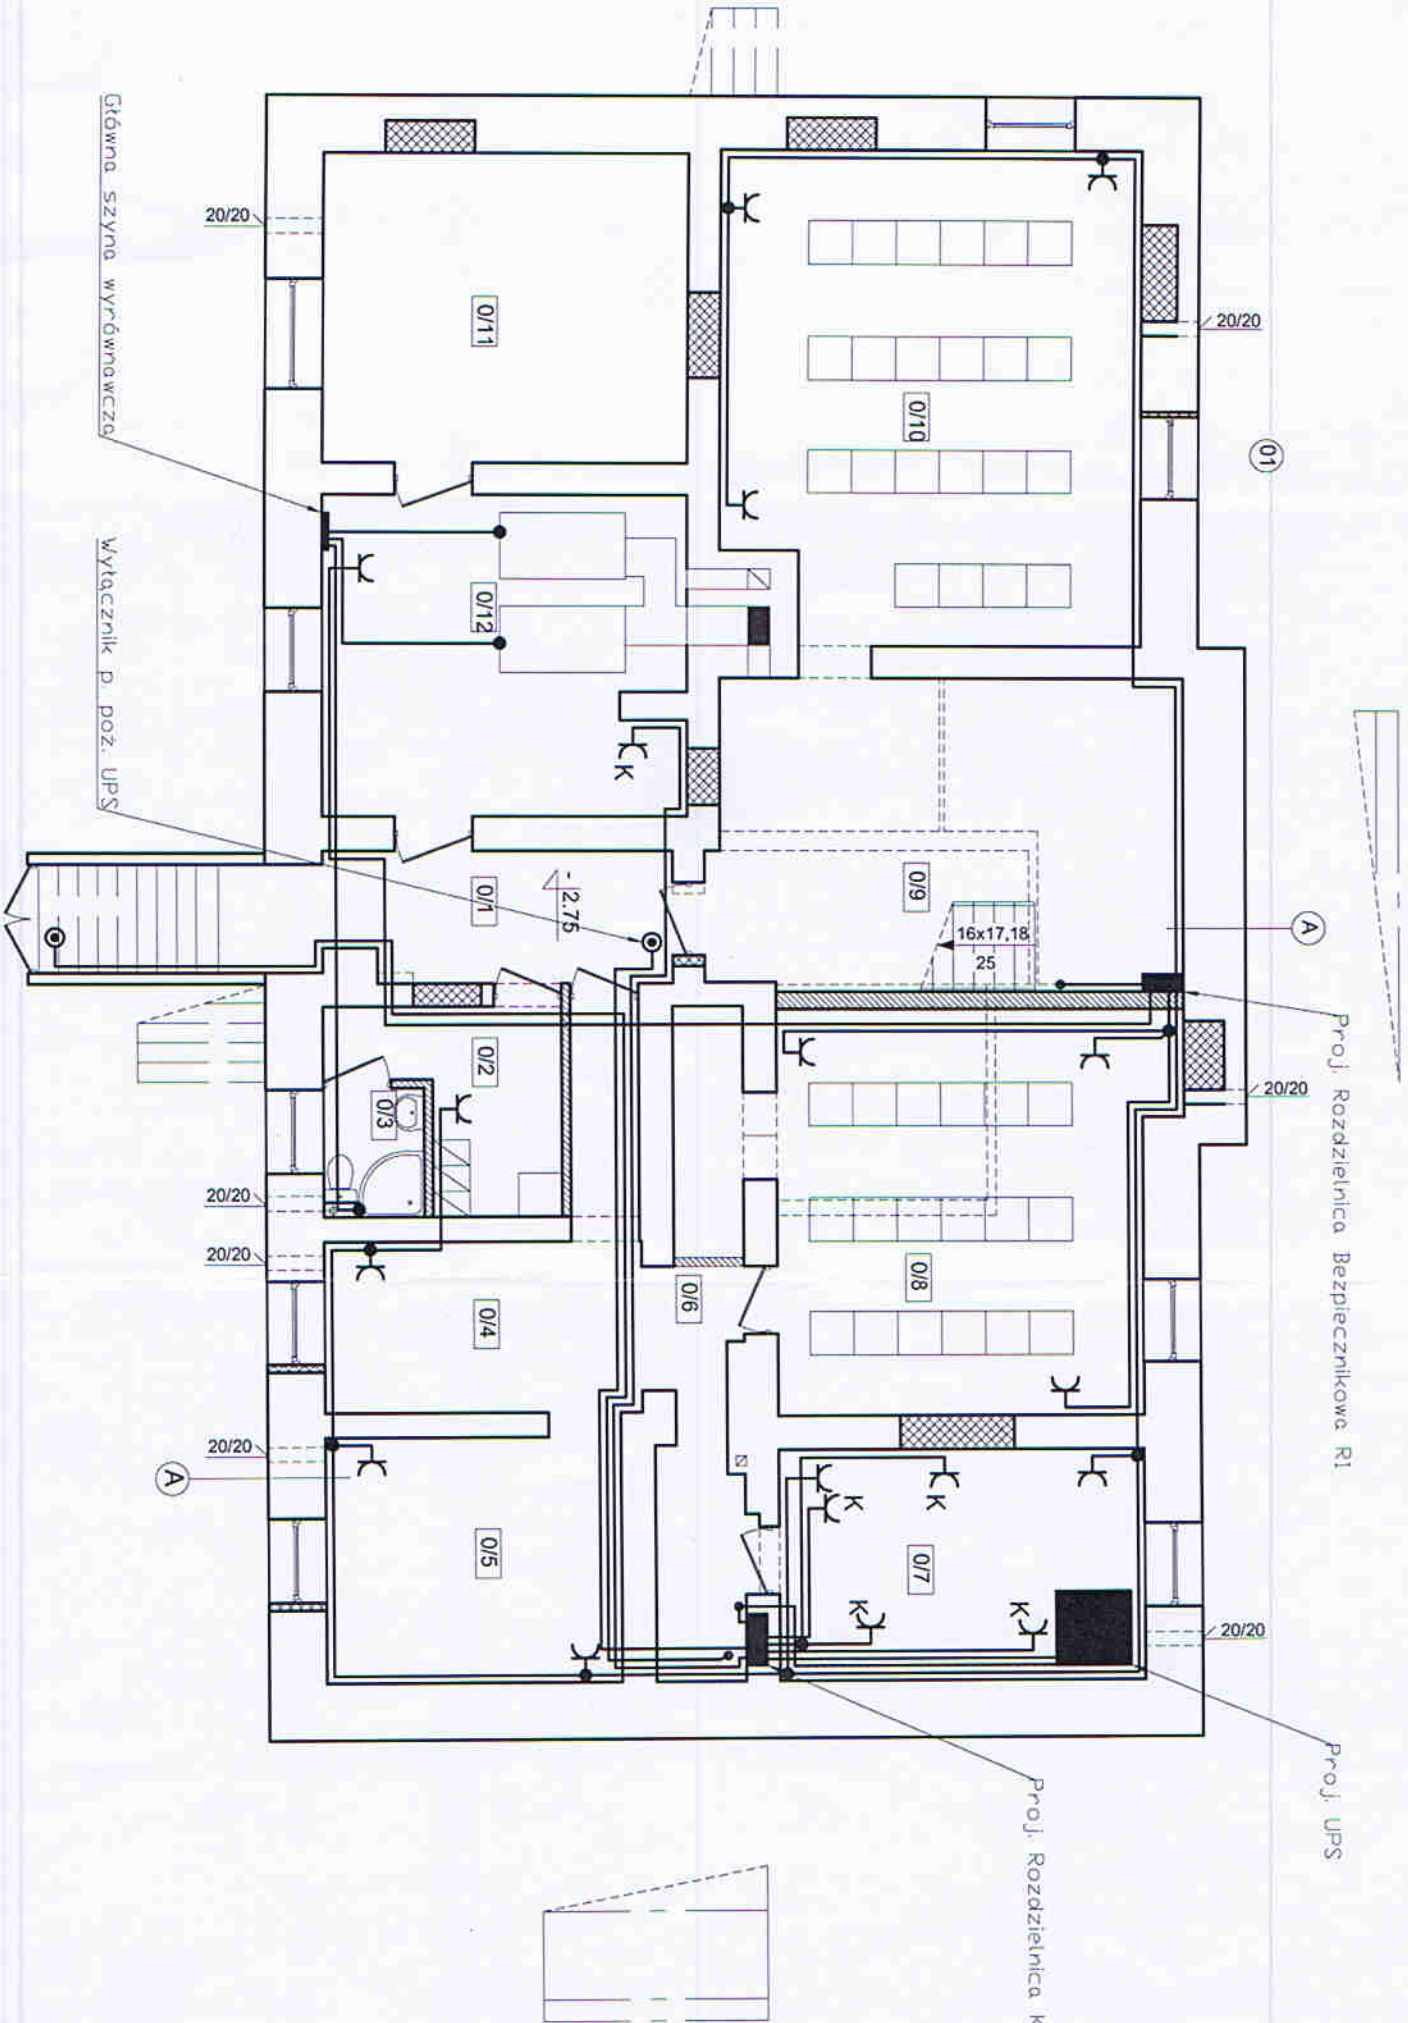 Główna szyna wyrównawcza
Wyłącznik p. poż. UPS
Proj. Rozdzielnica Bezpiecznikowa R1
Proj. UPS
Proj. Rozdzielnica
01
A
A
20/20
20/20
20/20
20/20
20/20
20/20
20/20
0/11
0/10
0/12
0/9
0/1
- 2.75
16x17,18
25
0/2
0/3
0/4
0/5
0/6
0/8
0/7
K
K
K
K
K